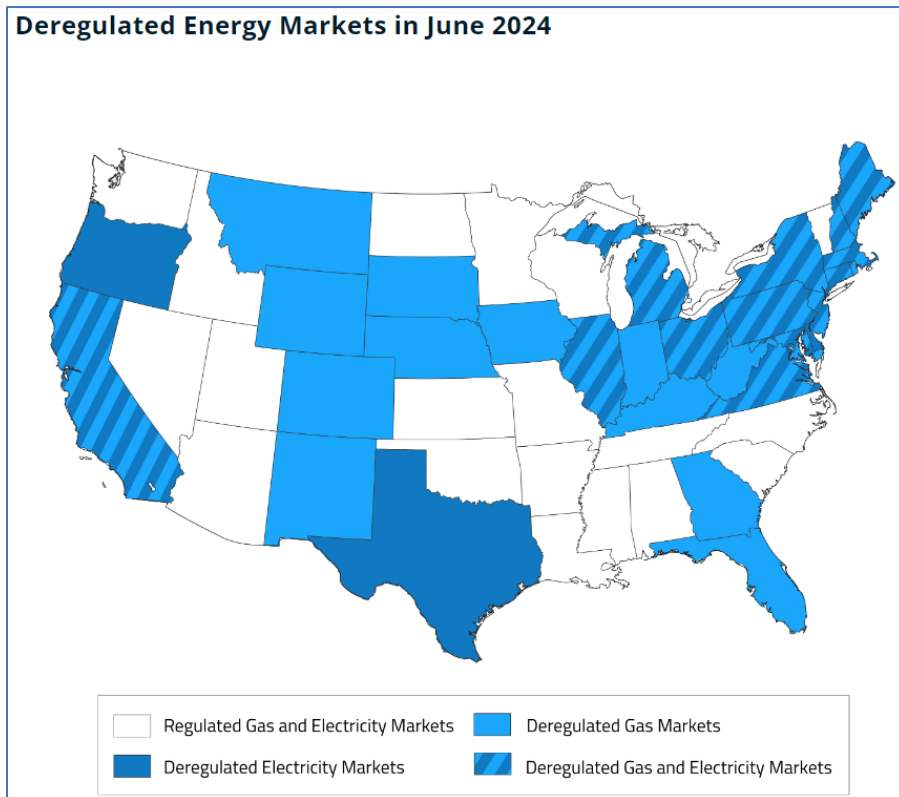 Deregulated Energy Markets in June 2024
Regulated Gas and Electricity Markets
Deregulated Gas Markets
Deregulated Electricity Markets
Deregulated Gas and Electricity Markets